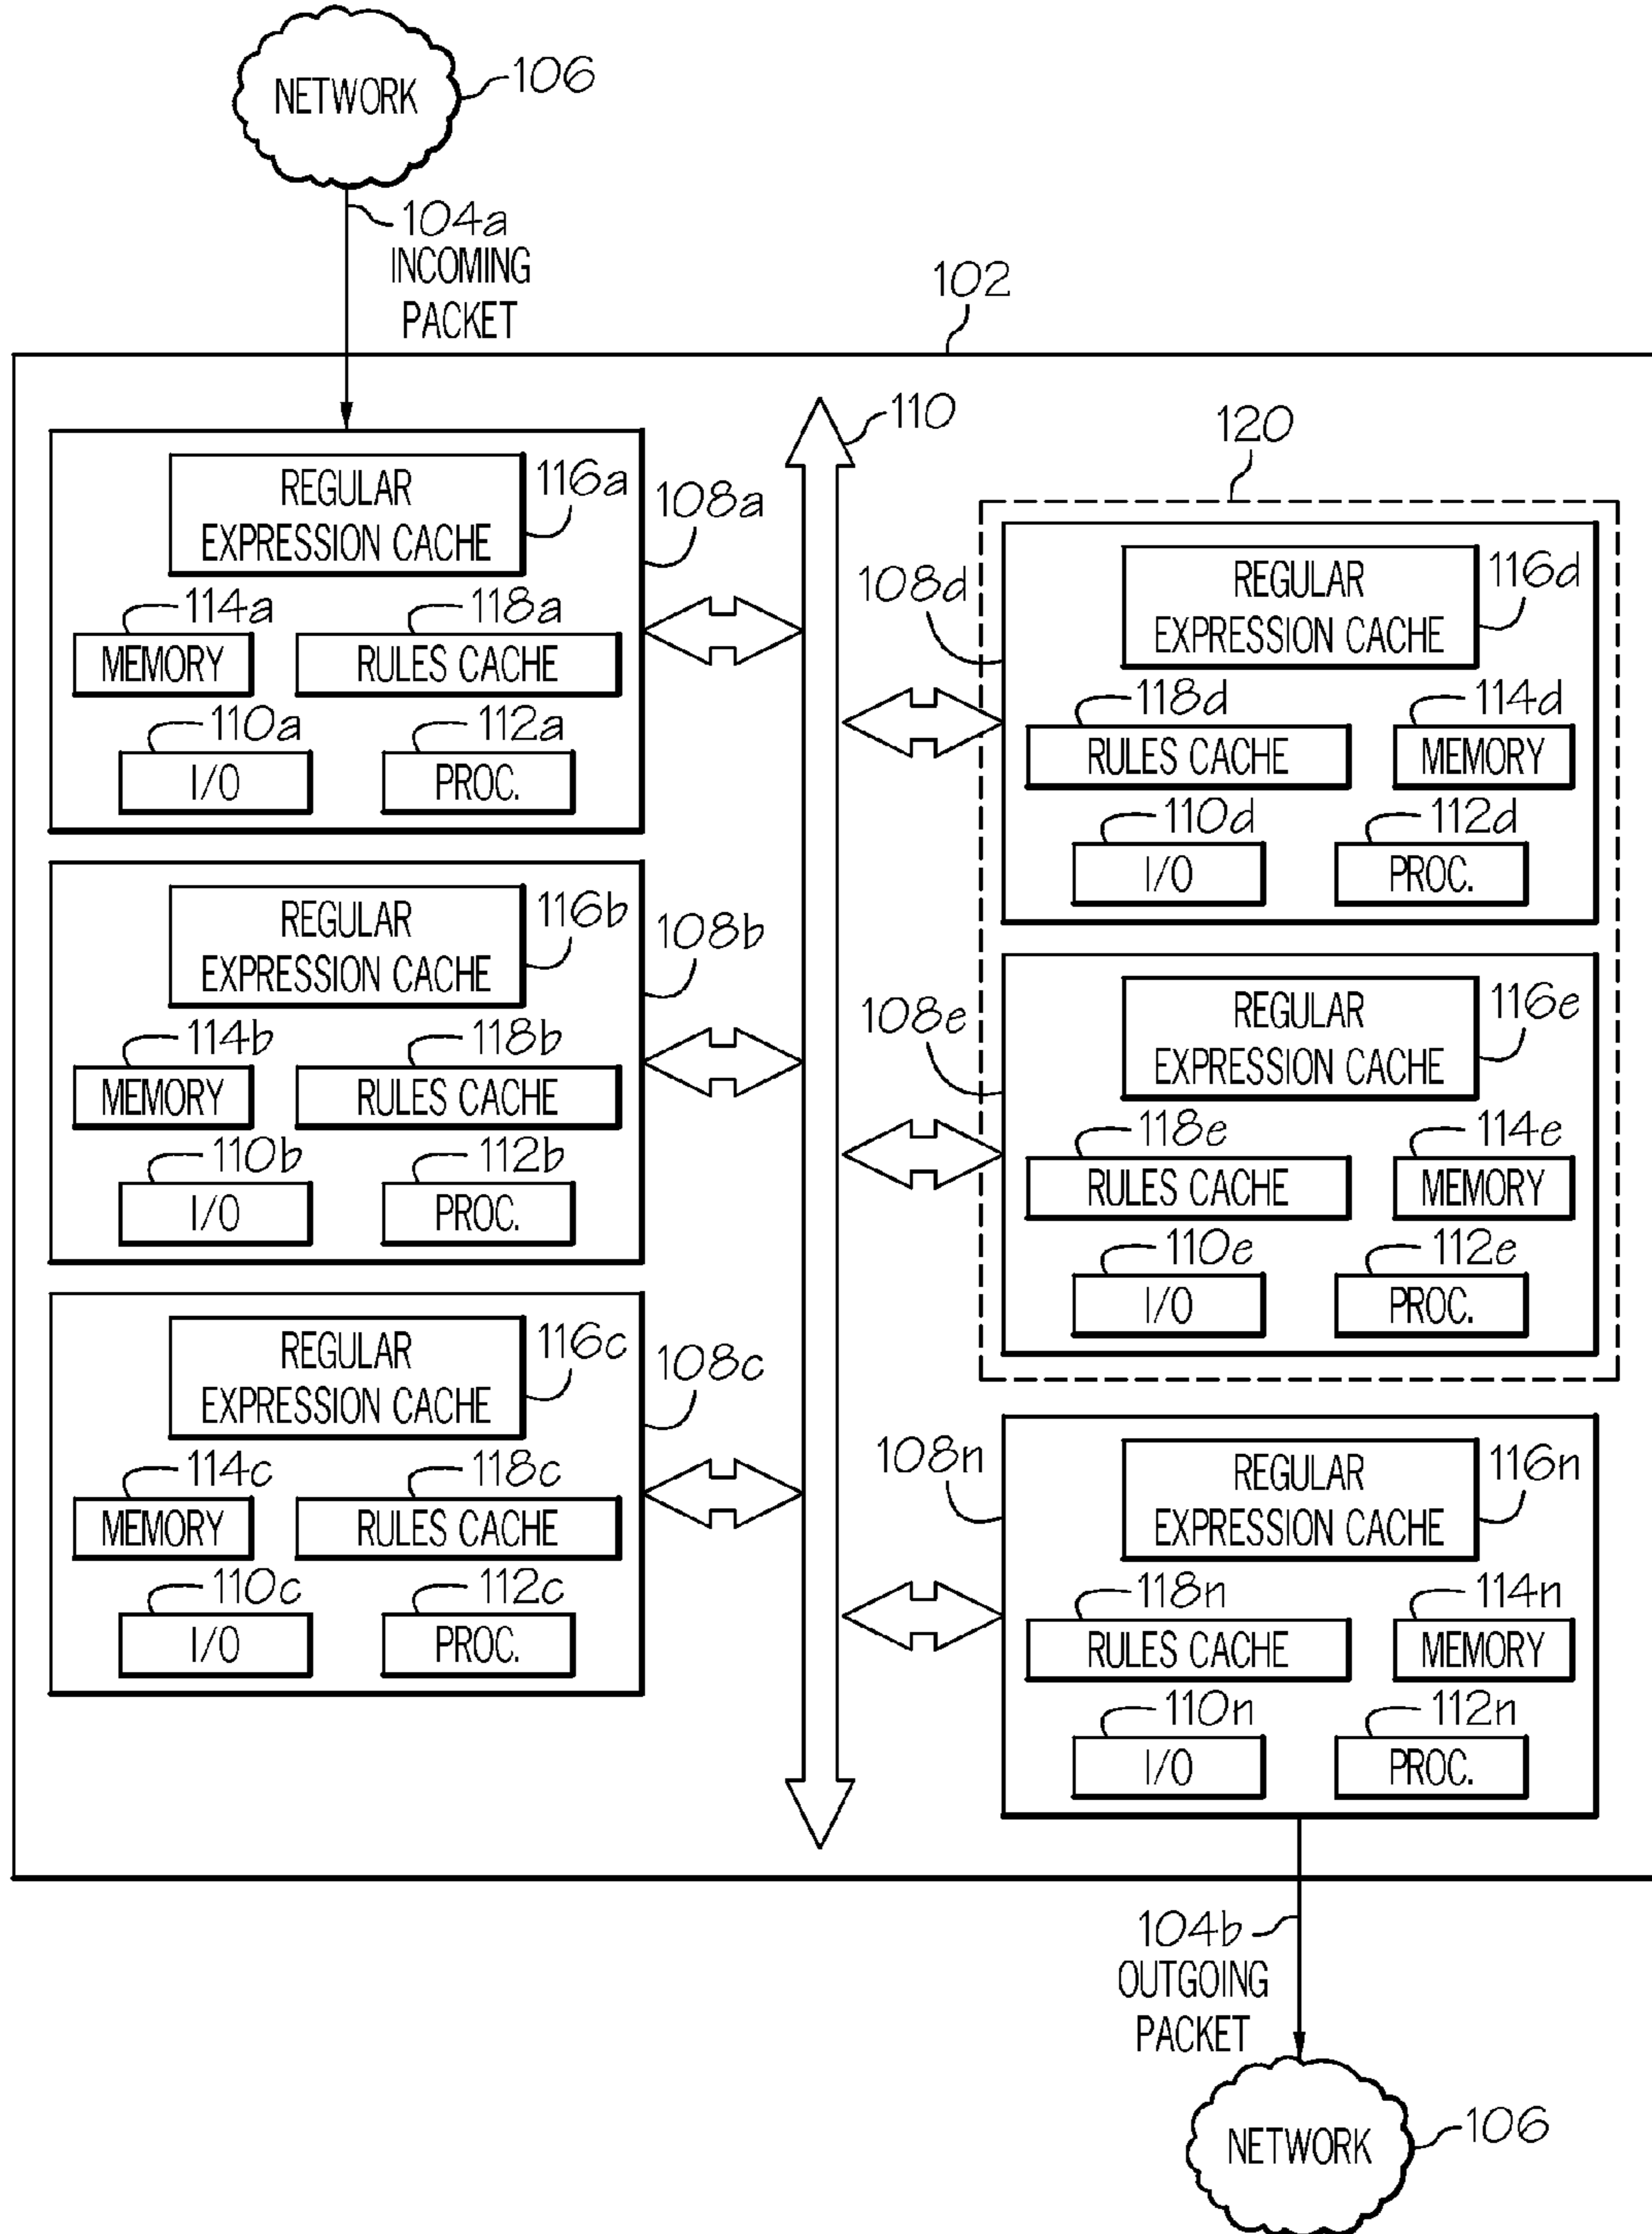 NETWORK
106
104a
INCOMING
PACKET
102
110
120
REGULAR
EXPRESSION CACHE
116a
108a
114a
118a
MEMORY
RULES CACHE
110a
112a
I/O
PROC.
REGULAR
EXPRESSION CACHE
116b
108b
114b
118b
MEMORY
RULES CACHE
110b
112b
I/O
PROC.
REGULAR
EXPRESSION CACHE
116c
108c
114c
118c
MEMORY
RULES CACHE
110c
112c
I/O
PROC.
108d
REGULAR
EXPRESSION CACHE
116d
118d
114d
RULES CACHE
MEMORY
110d
112d
I/O
PROC.
108e
REGULAR
EXPRESSION CACHE
116e
118e
114e
RULES CACHE
MEMORY
110e
112e
I/O
PROC.
108n
REGULAR
EXPRESSION CACHE
116n
118n
114n
RULES CACHE
MEMORY
110n
112n
I/O
PROC.
104b
OUTGOING
PACKET
NETWORK
106